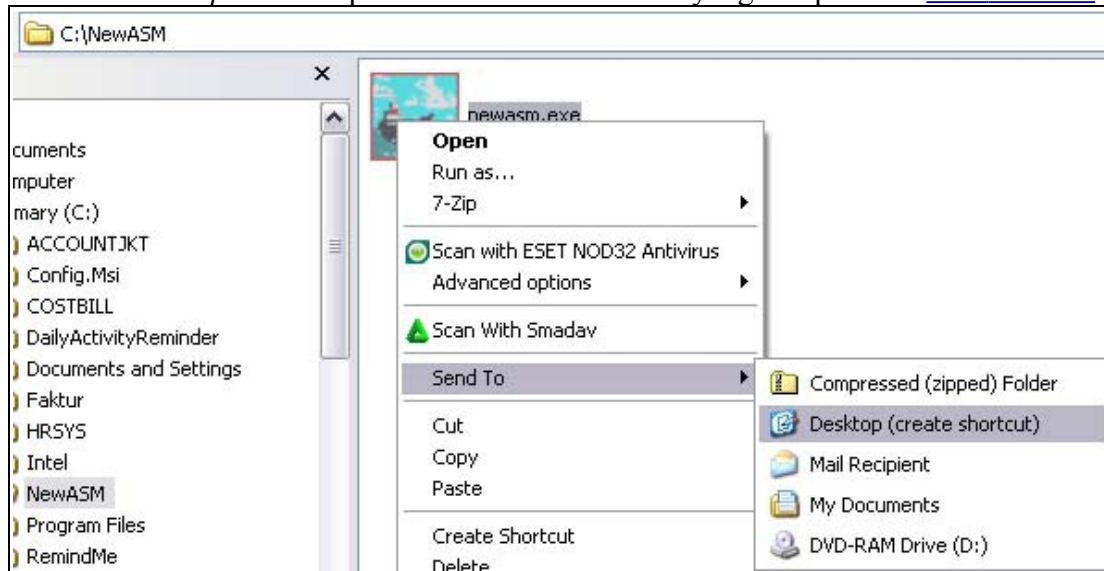 C:\NewASM
newasm.exe
cuments
mputer
mary (C:)
ACCOUNTJKT
Config.Msi
COSTBILL
DailyActivityReminder
Documents and Settings
Faktur
HRSYS
Intel
NewASM
Program Files
RemindMe
Open
Run as...
7-Zip
Scan with ESET NOD32 Antivirus
Advanced options
Scan With Smadav
Send To
Cut
Copy
Paste
Create Shortcut
Delete
Compressed (zipped) Folder
Desktop (create shortcut)
Mail Recipient
My Documents
DVD-RAM Drive (D:)